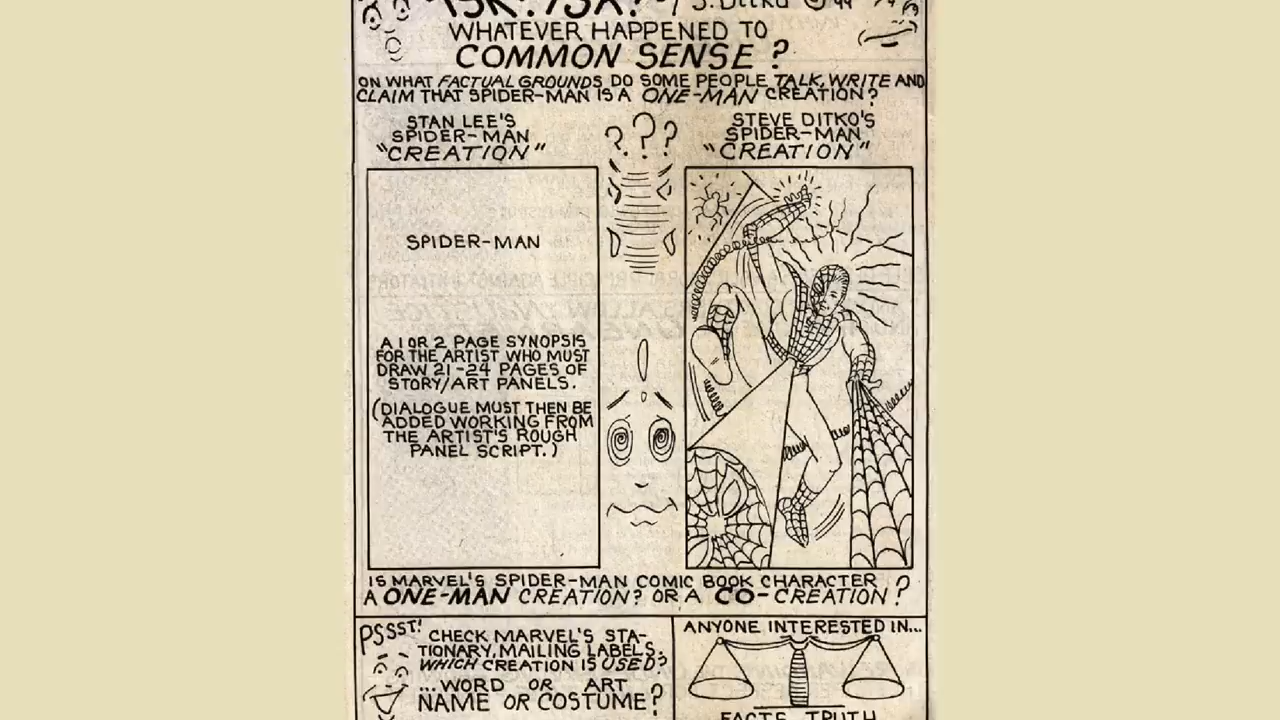 TSK! TSK! / S. Ditko © 99
WHATEVER HAPPENED TO
COMMON SENSE?
ON WHAT FACTUAL GROUNDS DO SOME PEOPLE TALK, WRITE AND
CLAIM THAT SPIDER-MAN IS A ONE-MAN CREATION?
STAN LEE'S
SPIDER-MAN
"CREATION"
? ? ?
STEVE DITKO'S
SPIDER-MAN
"CREATION"
SPIDER-MAN
A 1 OR 2 PAGE SYNOPSIS
FOR THE ARTIST WHO MUST
DRAW 21-24 PAGES OF
STORY/ART PANELS.
(DIALOGUE MUST THEN BE
ADDED WORKING FROM
THE ARTIST'S ROUGH
PANEL SCRIPT.)
IS MARVEL'S SPIDER-MAN COMIC BOOK CHARACTER
A ONE-MAN CREATION? OR A CO-CREATION?
PSSST!
CHECK MARVEL'S STA-
TIONARY, MAILING LABELS.
WHICH CREATION IS USED?
...WORD OR ART
NAME OR COSTUME?
ANYONE INTERESTED IN...
FACTS TRUTH